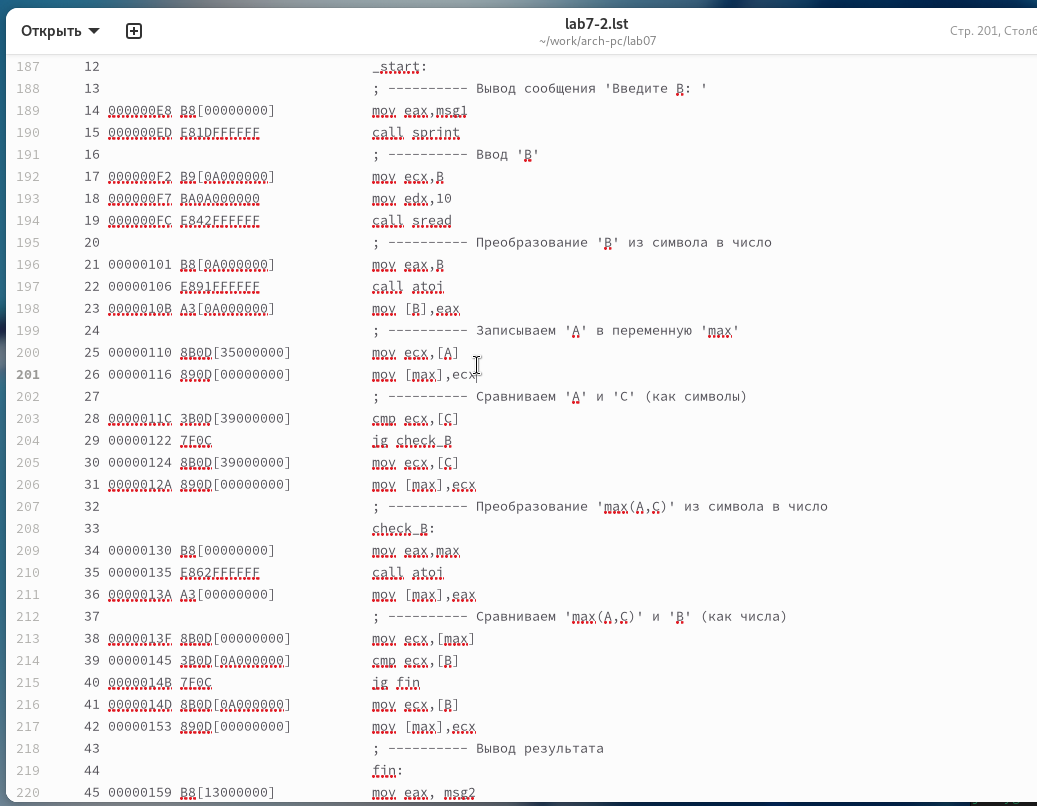 Открыть
lab7-2.lst
~/work/arch-pc/lab07
Стр. 201, Столб
187 12 _start:
188 13 ; ---------- Вывод сообщения 'Введите B: '
189 14 000000E8 B8[00000000] mov eax,msg1
190 15 000000ED E81DFFFFFF call sprint
191 16 ; ---------- Ввод 'B'
192 17 000000F2 B9[0A000000] mov ecx,B
193 18 000000F7 BA0A000000 mov edx,10
194 19 000000FC E842FFFFFF call sread
195 20 ; ---------- Преобразование 'B' из символа в число
196 21 00000101 B8[0A000000] mov eax,B
197 22 00000106 E891FFFFFF call atoi
198 23 0000010B A3[0A000000] mov [B],eax
199 24 ; ---------- Записываем 'A' в переменную 'max'
200 25 00000110 8B0D[35000000] mov ecx,[A]
201 26 00000116 890D[00000000] mov [max],ecx
202 27 ; ---------- Сравниваем 'A' и 'C' (как символы)
203 28 0000011C 3B0D[39000000] cmp ecx,[C]
204 29 00000122 7F0C jg check_B
205 30 00000124 8B0D[39000000] mov ecx,[C]
206 31 0000012A 890D[00000000] mov [max],ecx
207 32 ; ---------- Преобразование 'max(A,C)' из символа в число
208 33 check_B:
209 34 00000130 B8[00000000] mov eax,max
210 35 00000135 E862FFFFFF call atoi
211 36 0000013A A3[00000000] mov [max],eax
212 37 ; ---------- Сравниваем 'max(A,C)' и 'B' (как числа)
213 38 0000013F 8B0D[00000000] mov ecx,[max]
214 39 00000145 3B0D[0A000000] cmp ecx,[B]
215 40 0000014B 7F0C jg fin
216 41 0000014D 8B0D[0A000000] mov ecx,[B]
217 42 00000153 890D[00000000] mov [max],ecx
218 43 ; ---------- Вывод результата
219 44 fin:
220 45 00000159 B8[13000000] mov eax, msg2